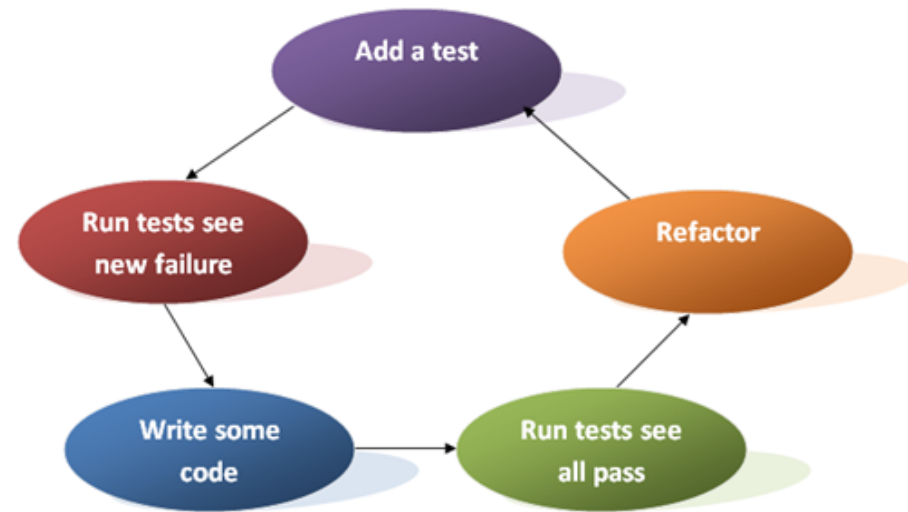 Add a test
Run tests see
new failure
Refactor
Write some
code
Run tests see
all pass